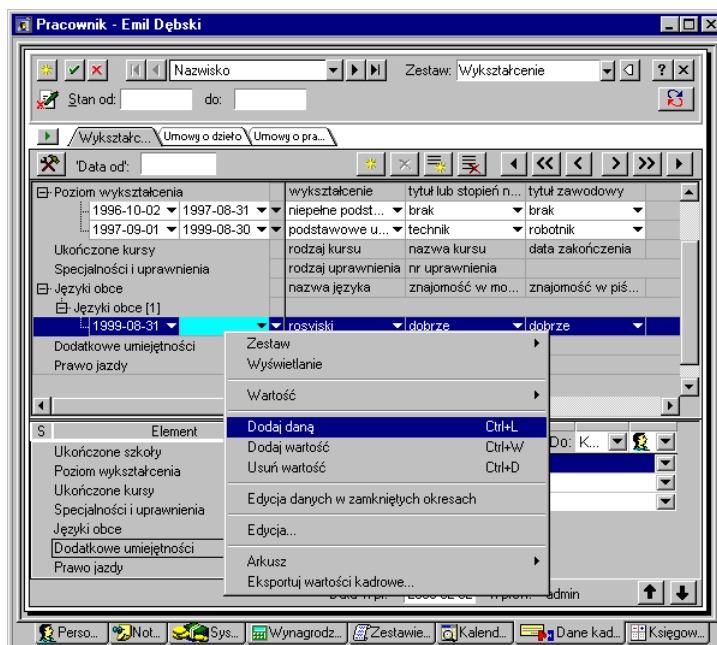 Pracownik - Emil Dębski
Nazwisko Zestaw: Wykształcenie
Stan od: do:
Wykształc... Umowy o dzieło Umowy o pra...
'Data od':
Poziom wykształcenia wykształcenie tytuł lub stopień n... tytuł zawodowy
1996-10-02 1997-08-31 niepełne podst... brak brak
1997-09-01 1999-08-30 podstawowe u... technik robotnik
Ukończone kursy rodzaj kursu nazwa kursu data zakończenia
Specjalności i uprawnienia rodzaj uprawnienia nr uprawnienia
Języki obce nazwa języka znajomość w mo... znajomość w piś...
Języki obce [1]
1999-08-31 rosyjski dobrze dobrze
Dodatkowe umiejętności
Prawo jazdy
Zestaw
Wyświetlanie
Wartość
Dodaj daną Ctrl+L
Dodaj wartość Ctrl+W
Usuń wartość Ctrl+D
Edycja danych w zamkniętych okresach
Edycja...
Arkusz
Eksportuj wartości kadrowe...
S Element
Do: K...
Ukończone szkoły
Poziom wykształcenia
Ukończone kursy
Specjalności i uprawnienia
Języki obce
Dodatkowe umiejętności
Prawo jazdy
admin
Perso... Not... Sys... Wynagrodz... Zestawie... Kalend... Dane kad... Księgow...